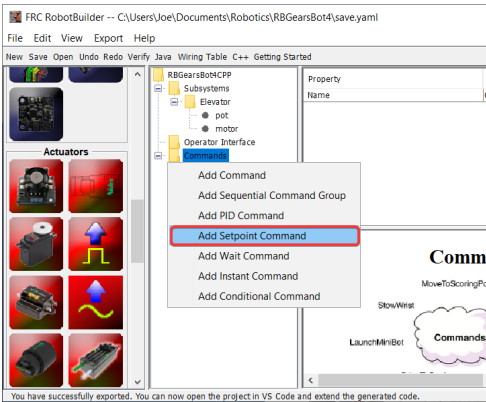 FRC RobotBuilder -- C:\Users\Joe\Documents\Robotics\RBGearsBot4\save.yaml
File Edit View Export Help
New Save Open Undo Redo Verify Java Wiring Table C++ Getting Started
Actuators
RBGearsBot4CPP
Subsystems
Elevator
pot
motor
Operator Interface
Commands
Add Command
Add Sequential Command Group
Add PID Command
Add Setpoint Command
Add Wait Command
Add Instant Command
Add Conditional Command
Property
Name
Comm
MoveToScoringPo
StowWrist
LaunchMiniBot
Commands
You have successfully exported. You can now open the project in VS Code and extend the generated code.